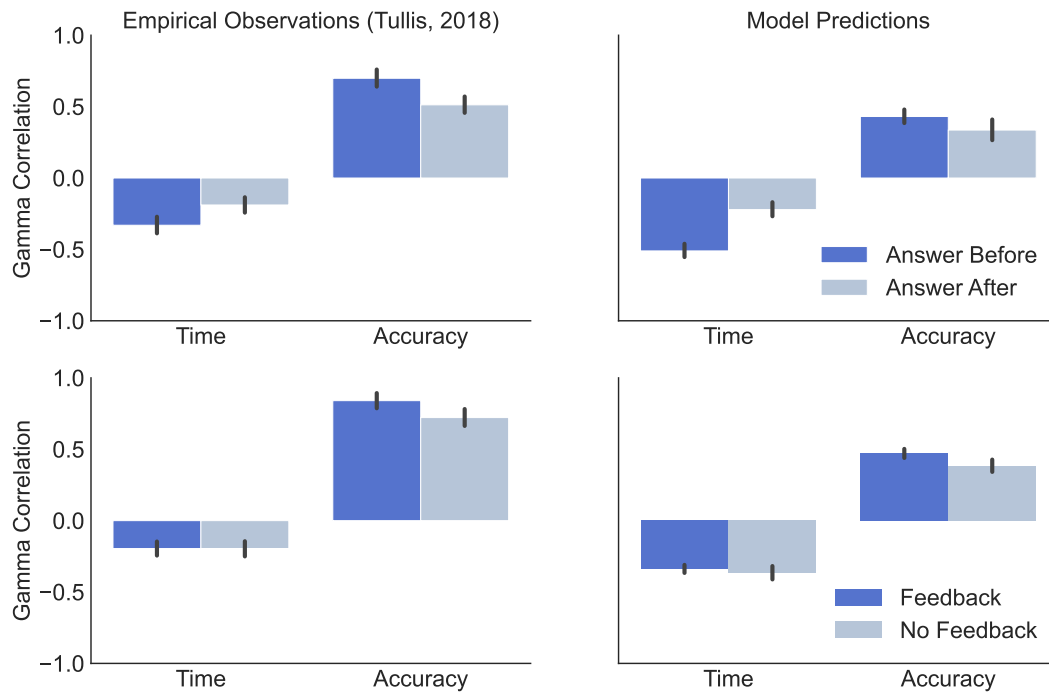 Empirical Observations (Tullis, 2018)
Model Predictions
1.0
0.5
0.0
−0.5
−1.0
Gamma Correlation
Time
Accuracy
Time
Accuracy
Answer Before
Answer After
1.0
0.5
0.0
−0.5
−1.0
Gamma Correlation
Time
Accuracy
Time
Accuracy
Feedback
No Feedback